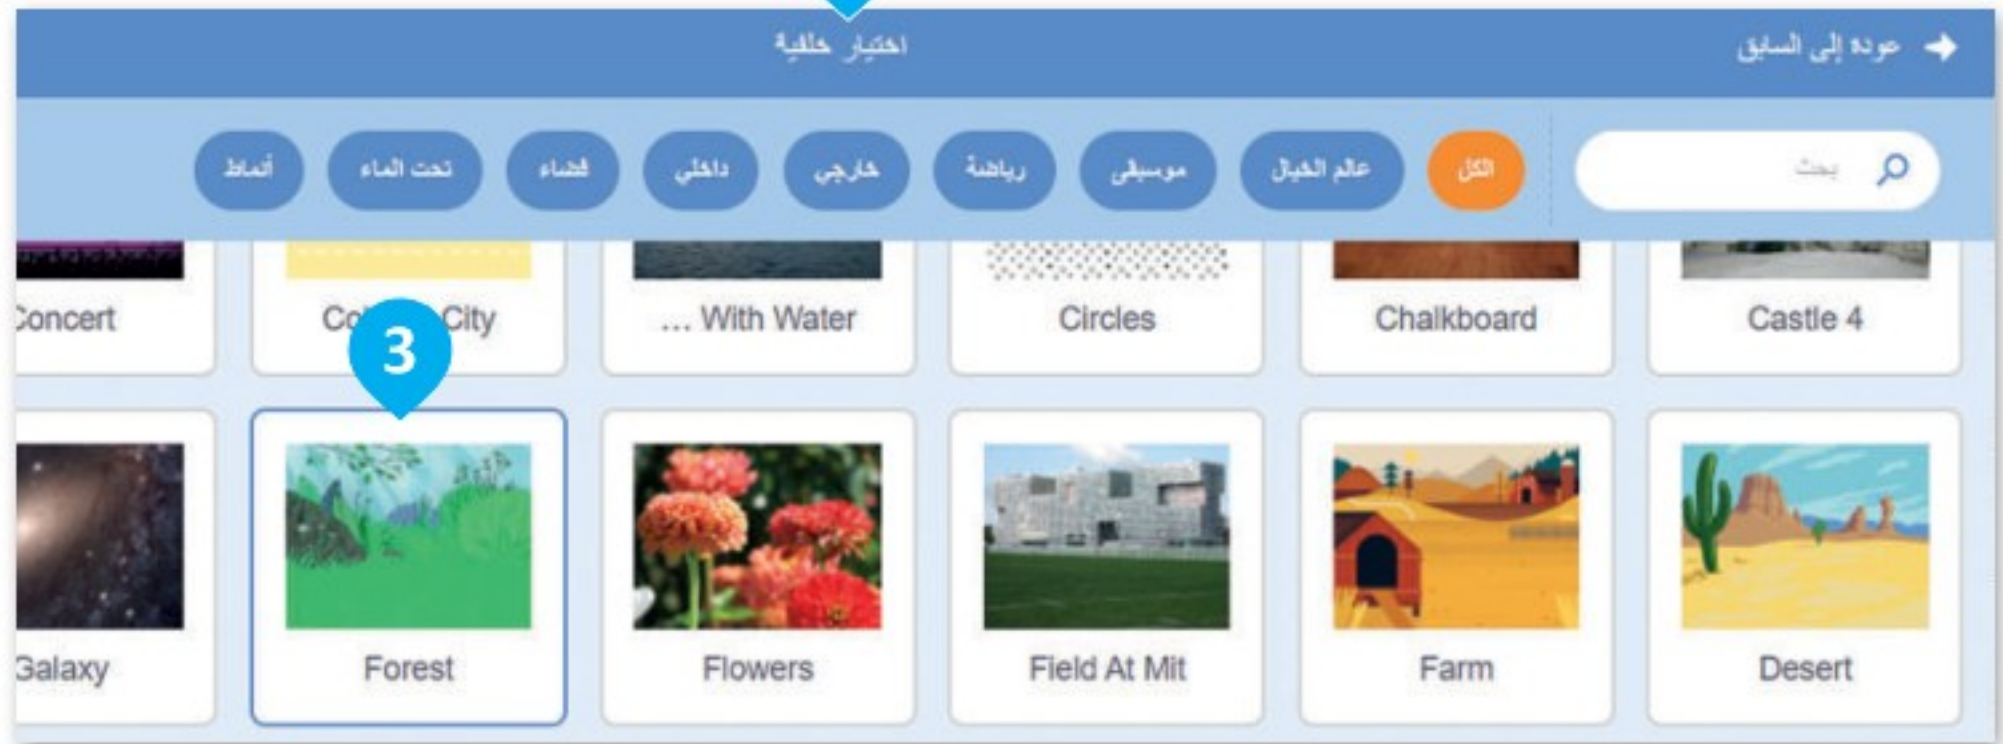 عودة إلى السابق
اختيار خلفية
بحث
الكل
عالم الخيال
موسيقى
رياضة
خارجي
داخلي
فضاء
تحت الماء
أنماط
Castle 4
Chalkboard
Circles
... With Water
City
Concert
3
Desert
Farm
Field At Mit
Flowers
Forest
Galaxy